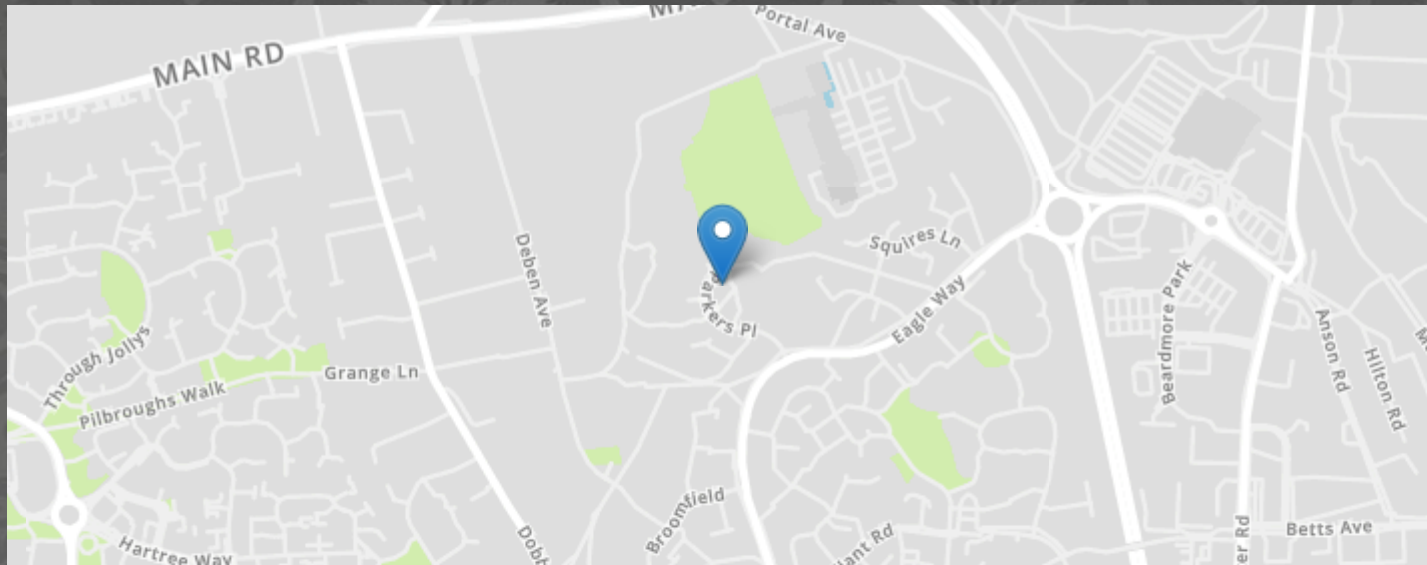 MAIN RD
Portal Ave
Squires Ln
Deben Ave
Eagle Way
Beardmore Park
arkers Pl
Through Jollys
Grange Ln
Pilbroughs Walk
Anson Rd
Hilton Rd
Broomfield
Hartree Way
Betts Ave